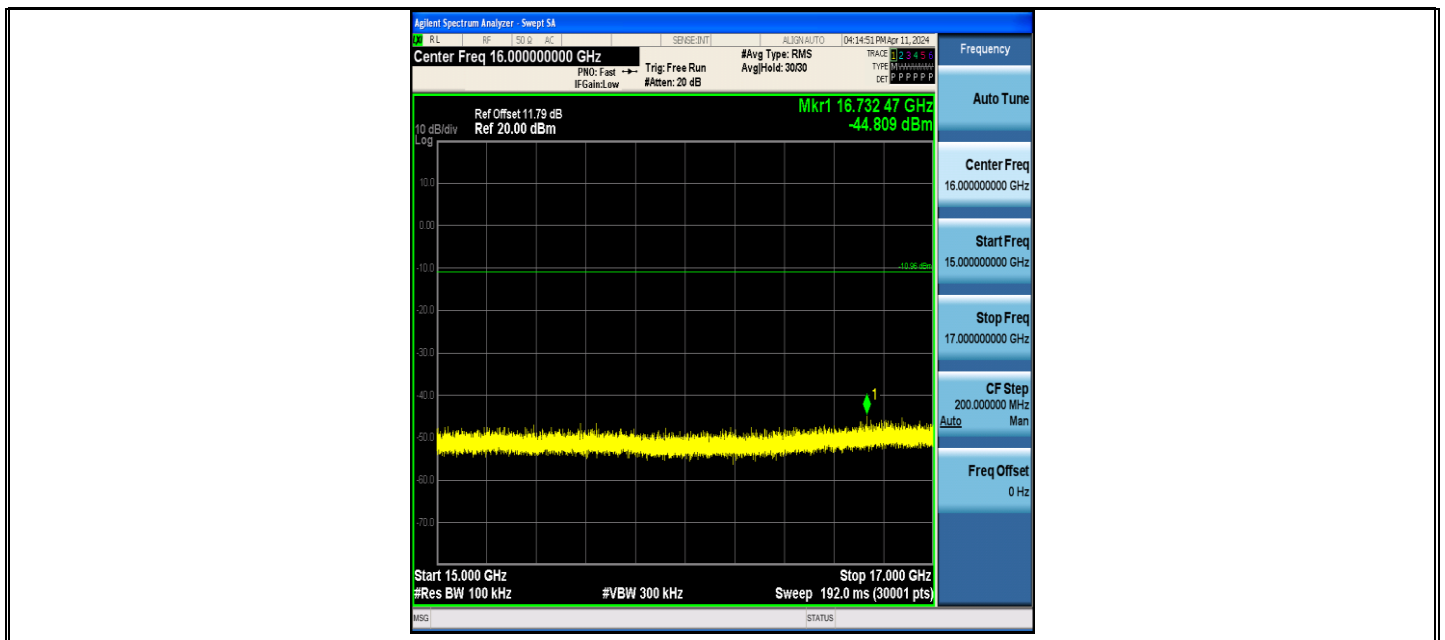 Agilent Spectrum Analyzer - Swept SA
RL RF 50 Ω AC SENSE:INT ALIGN AUTO 04:14:51 PM Apr 11, 2024
Center Freq 16.000000000 GHz
PNO: Fast
IFGain:Low
Trig: Free Run
#Atten: 20 dB
#Avg Type: RMS
Avg|Hold: 30/30
TRACE 1 2 3 4 5 6
TYPE
DET P P P P P P
Mkr1 16.732 47 GHz
-44.809 dBm
Ref Offset 11.79 dB
10 dB/div Ref 20.00 dBm
Log
10.0
0.00
-10.0
-10.96 dBm
-20.0
-30.0
-40.0
1
-50.0
-60.0
-70.0
Start 15.000 GHz Stop 17.000 GHz
#Res BW 100 kHz #VBW 300 kHz Sweep 192.0 ms (30001 pts)
MSG STATUS
Frequency
Auto Tune
Center Freq
16.000000000 GHz
Start Freq
15.000000000 GHz
Stop Freq
17.000000000 GHz
CF Step
200.000000 MHz
Auto Man
Freq Offset
0 Hz